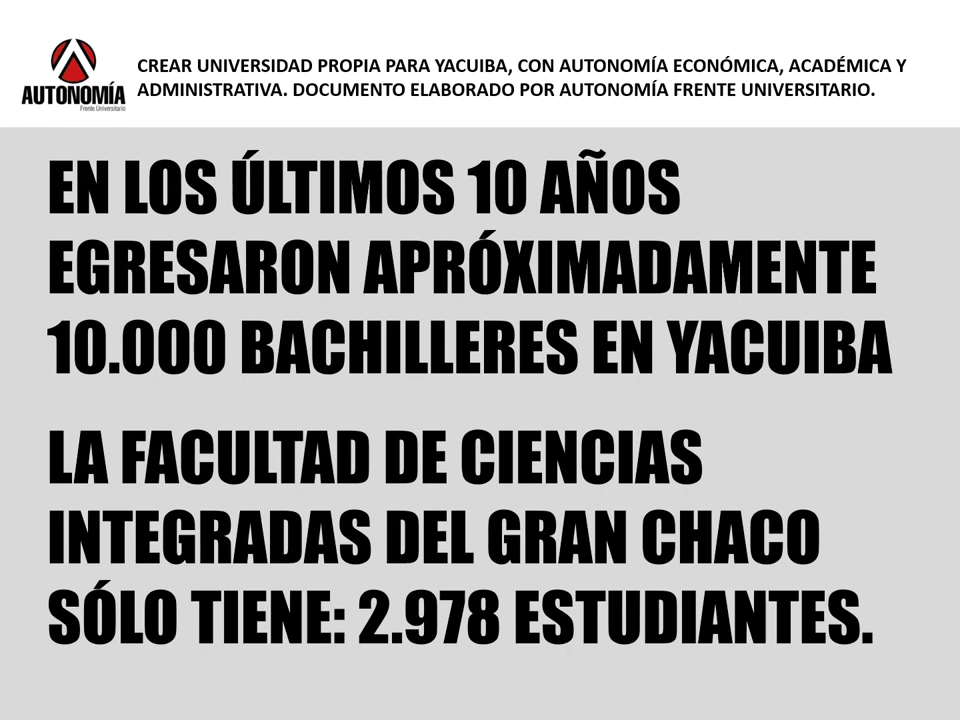 AUTONOMÍA
Frente Universitario
CREAR UNIVERSIDAD PROPIA PARA YACUIBA, CON AUTONOMÍA ECONÓMICA, ACADÉMICA Y
ADMINISTRATIVA. DOCUMENTO ELABORADO POR AUTONOMÍA FRENTE UNIVERSITARIO.
EN LOS ÚLTIMOS 10 AÑOS
EGRESARON APRÓXIMADAMENTE
10.000 BACHILLERES EN YACUIBA
LA FACULTAD DE CIENCIAS
INTEGRADAS DEL GRAN CHACO
SÓLO TIENE: 2.978 ESTUDIANTES.